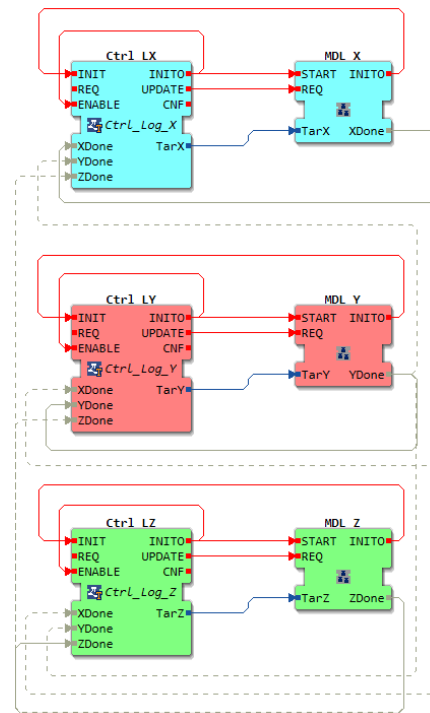 Ctrl LX MDL X
INIT INITO START INITO
REQ UPDATE REQ
ENABLE CNF
Ctrl_Log_X
XDone TarX TarX XDone
YDone
ZDone
Ctrl LY MDL Y
INIT INITO START INITO
REQ UPDATE REQ
ENABLE CNF
Ctrl_Log_Y
XDone TarY TarY YDone
YDone
ZDone
Ctrl LZ MDL Z
INIT INITO START INITO
REQ UPDATE REQ
ENABLE CNF
Ctrl_Log_Z
XDone TarZ TarZ ZDone
YDone
ZDone